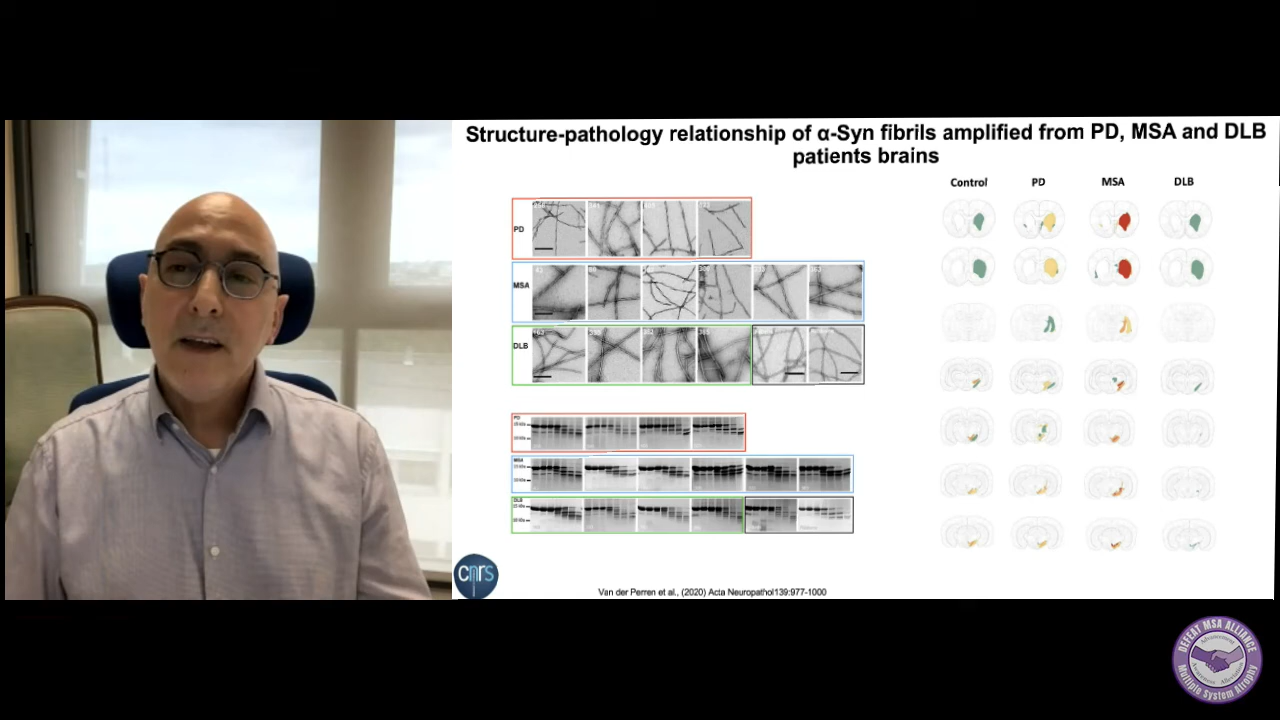 Structure-pathology relationship of α-Syn fibrils amplified from PD, MSA and DLB
patients brains
Control PD MSA DLB
PD
MSA
DLB
PD
MSA
DLB
cnrs
Van der Perren et al., (2020) Acta Neuropathol139:977-1000
DEFEAT MSA ALLIANCE
Advancement
Multiple System Atrophy